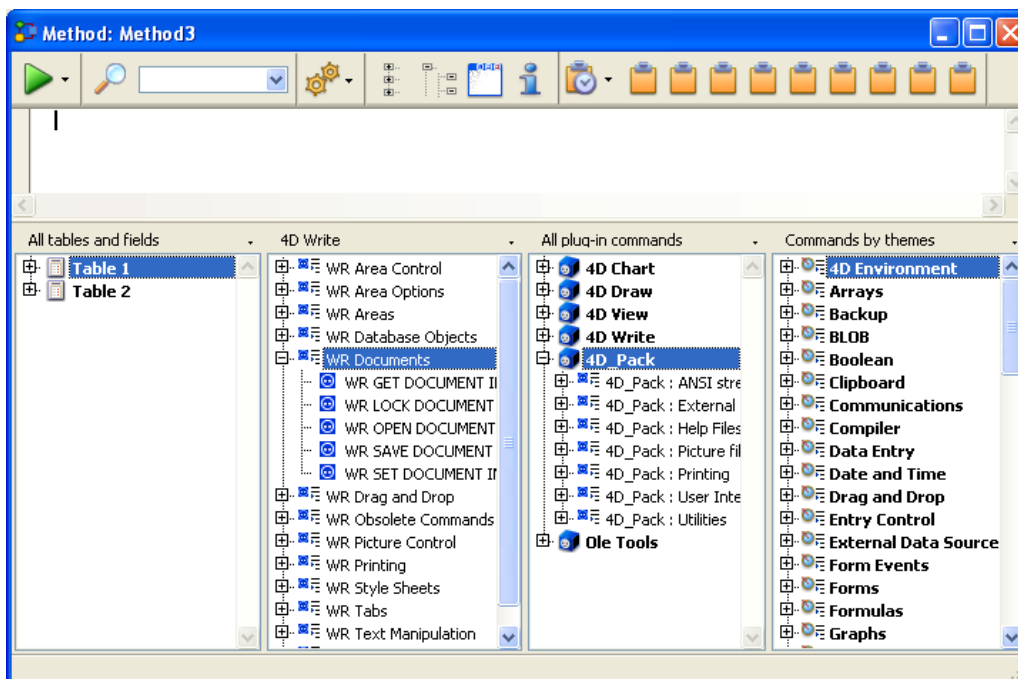 Method: Method3
All tables and fields
Table 1
Table 2
4D Write
WR Area Control
WR Area Options
WR Areas
WR Database Objects
WR Documents
WR GET DOCUMENT II
WR LOCK DOCUMENT
WR OPEN DOCUMENT
WR SAVE DOCUMENT
WR SET DOCUMENT II
WR Drag and Drop
WR Obsolete Commands
WR Picture Control
WR Printing
WR Style Sheets
WR Tabs
WR Text Manipulation
All plug-in commands
4D Chart
4D Draw
4D View
4D Write
4D_Pack
4D_Pack : ANSI stre
4D_Pack : External
4D_Pack : Help Files
4D_Pack : Picture fil
4D_Pack : Printing
4D_Pack : User Inte
4D_Pack : Utilities
Ole Tools
Commands by themes
4D Environment
Arrays
Backup
BLOB
Boolean
Clipboard
Communications
Compiler
Data Entry
Date and Time
Drag and Drop
Entry Control
External Data Source
Form Events
Forms
Formulas
Graphs